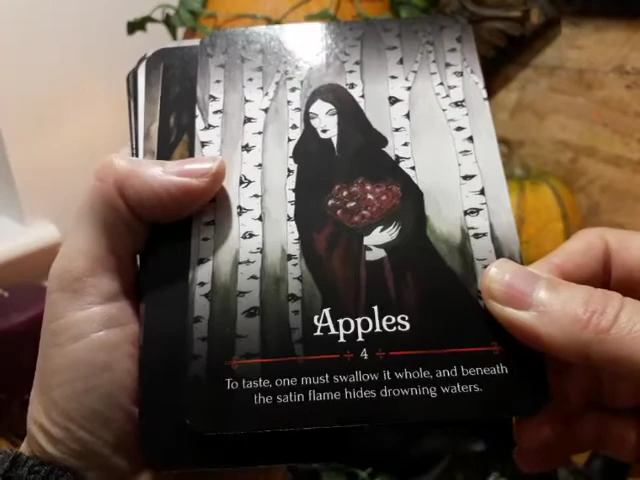 Apples
4
To taste, one must swallow it whole, and beneath
the satin flame hides drowning waters.